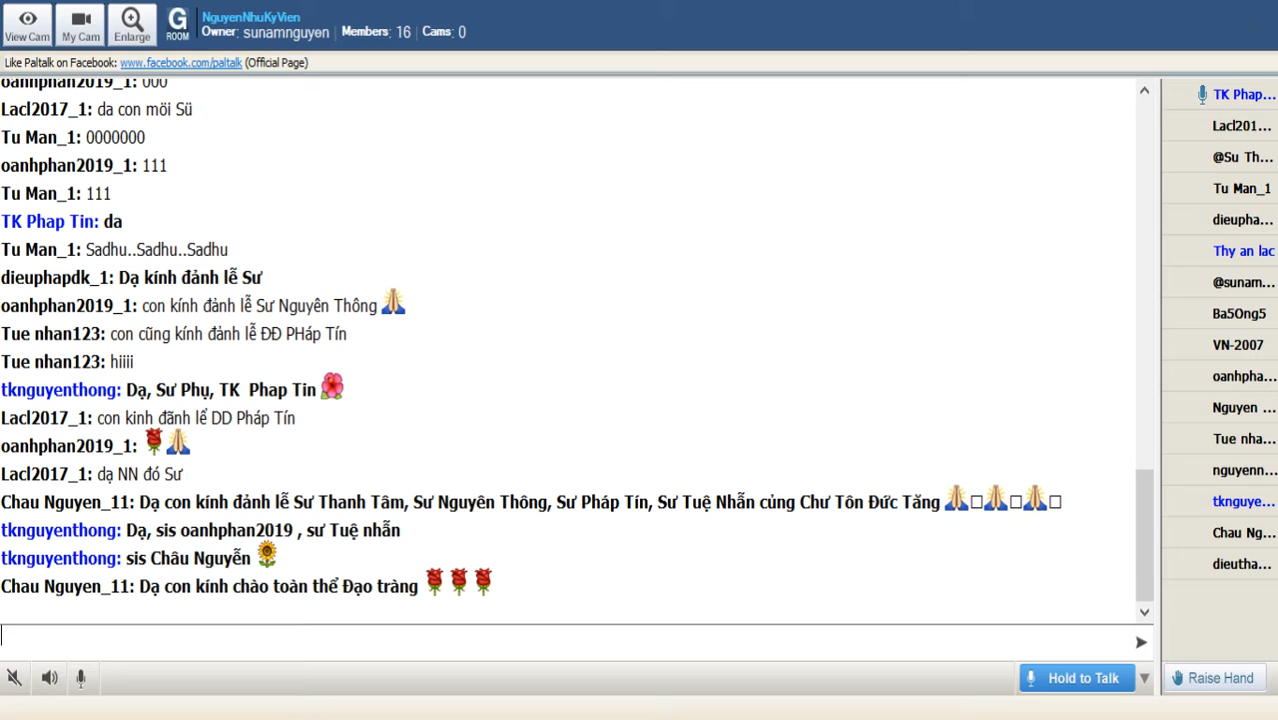 View Cam
My Cam
Enlarge
G
ROOM
NguyenNhuKyVien
Owner: sunamnguyen Members: 16 Cams: 0
Like Paltalk on Facebook: www.facebook.com/paltalk (Official Page)
oanhphan2019_1: 000
Lacl2017_1: da con möi Sü
Tu Man_1: 0000000
oanhphan2019_1: 111
Tu Man_1: 111
TK Phap Tin: da
Tu Man_1: Sadhu..Sadhu..Sadhu
dieuphapdk_1: Dạ kính đảnh lễ Sư
oanhphan2019_1: con kính đảnh lễ Sư Nguyên Thông
Tue nhan123: con cũng kính đảnh lễ ĐĐ PHáp Tín
Tue nhan123: hiiii
tknguyenthong: Dạ, Sư Phụ, TK Phap Tin
Lacl2017_1: con kinh đãnh lể DD Pháp Tín
oanhphan2019_1:
Lacl2017_1: dạ NN đó Sư
Chau Nguyen_11: Dạ con kính đảnh lễ Sư Thanh Tâm, Sư Nguyên Thông, Sư Pháp Tín, Sư Tuệ Nhẫn củng Chư Tôn Đức Tăng
tknguyenthong: Dạ, sis oanhphan2019 , sư Tuệ nhẫn
tknguyenthong: sis Châu Nguyễn
Chau Nguyen_11: Dạ con kính chào toàn thể Đạo tràng
TK Phap...
Lacl201...
@Su Th...
Tu Man_1
dieupha...
Thy an lac
@sunam...
Ba5Ong5
VN-2007
oanhpha...
Nguyen ...
Tue nha...
nguyenn...
tknguye...
Chau Ng...
dieutha...
Hold to Talk
Raise Hand